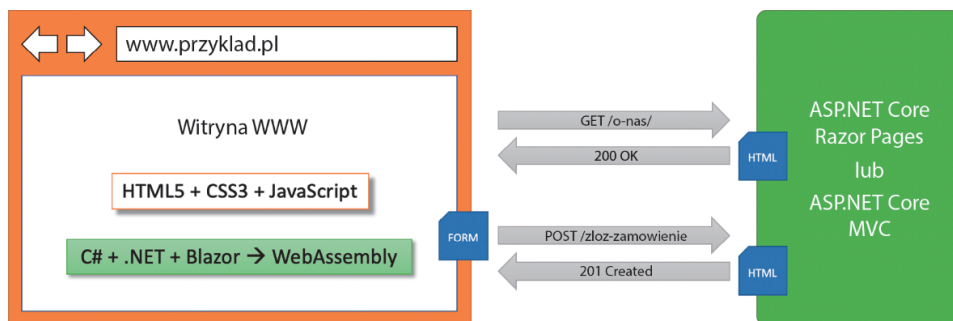 www.przyklad.pl
Witryna WWW
HTML5 + CSS3 + JavaScript
C# + .NET + Blazor → WebAssembly
FORM
GET /o-nas/
200 OK
HTML
POST /zloz-zamowienie
201 Created
HTML
ASP.NET Core
Razor Pages
lub
ASP.NET Core
MVC